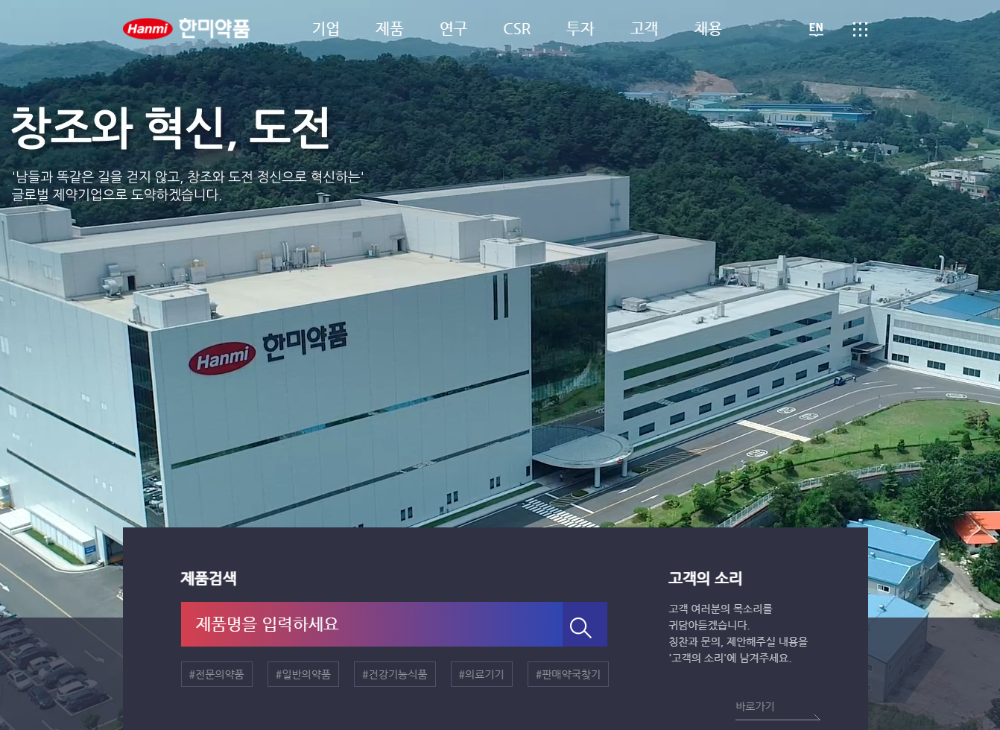 Hanmi 한미약품
기업 제품 연구 CSR 투자 고객 채용
EN
창조와 혁신, 도전
'남들과 똑같은 길을 걷지 않고, 창조와 도전 정신으로 혁신하는'
글로벌 제약기업으로 도약하겠습니다.
Hanmi 한미약품
제품검색
제품명을 입력하세요
#전문의약품 #일반의약품 #건강기능식품 #의료기기 #판매약국찾기
고객의 소리
고객 여러분의 목소리를
귀담아듣겠습니다.
칭찬과 문의, 제안해주실 내용을
'고객의 소리'에 남겨주세요.
바로가기